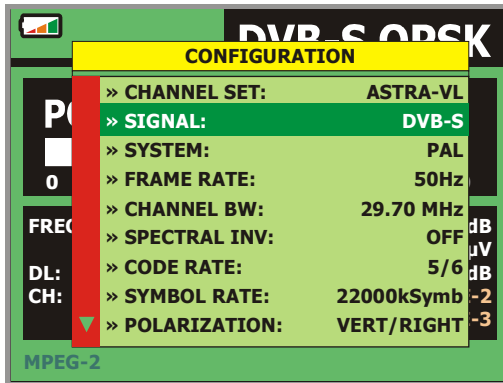 DVB-S QPSK
CONFIGURATION
» CHANNEL SET: ASTRA-VL
» SIGNAL: DVB-S
» SYSTEM: PAL
» FRAME RATE: 50Hz
» CHANNEL BW: 29.70 MHz
» SPECTRAL INV: OFF
» CODE RATE: 5/6
» SYMBOL RATE: 22000kSymb
» POLARIZATION: VERT/RIGHT
0
DL:
CH:
dB
µV
dB
-2
-3
MPEG-2